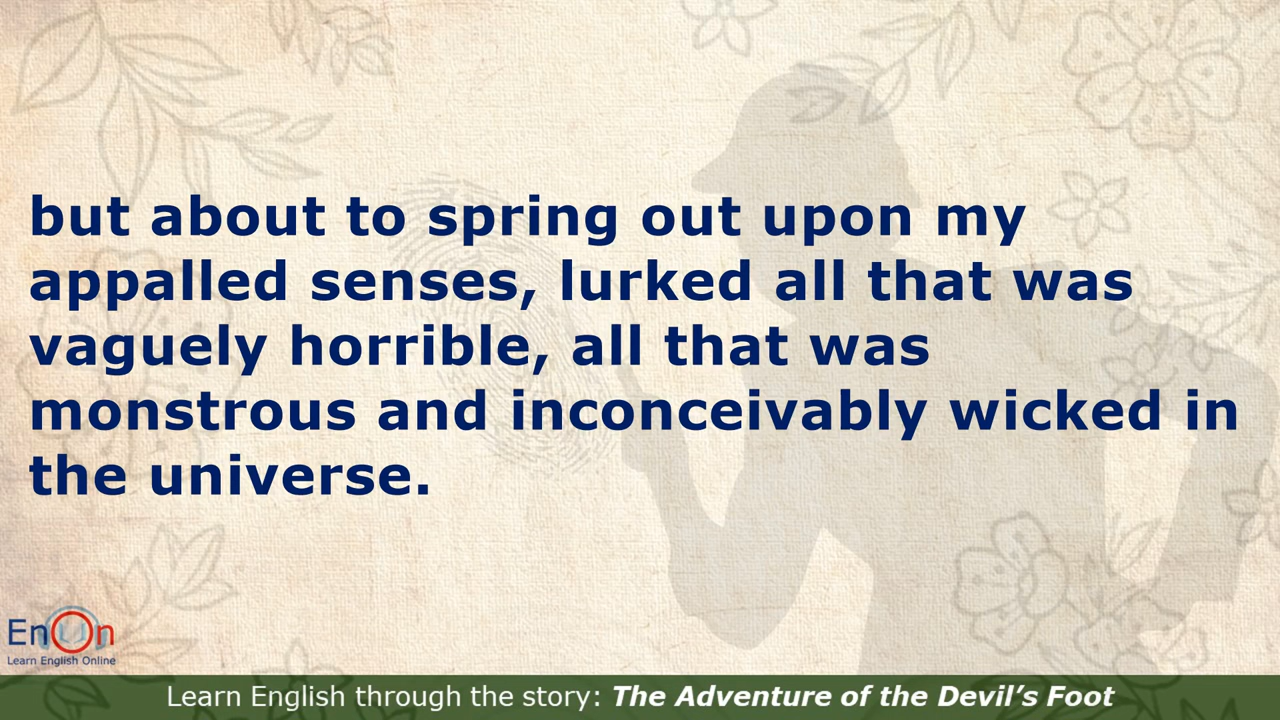 but about to spring out upon my
appalled senses, lurked all that was
vaguely horrible, all that was
monstrous and inconceivably wicked in
the universe.
EnOn
Learn English Online
Learn English through the story: The Adventure of the Devil’s Foot